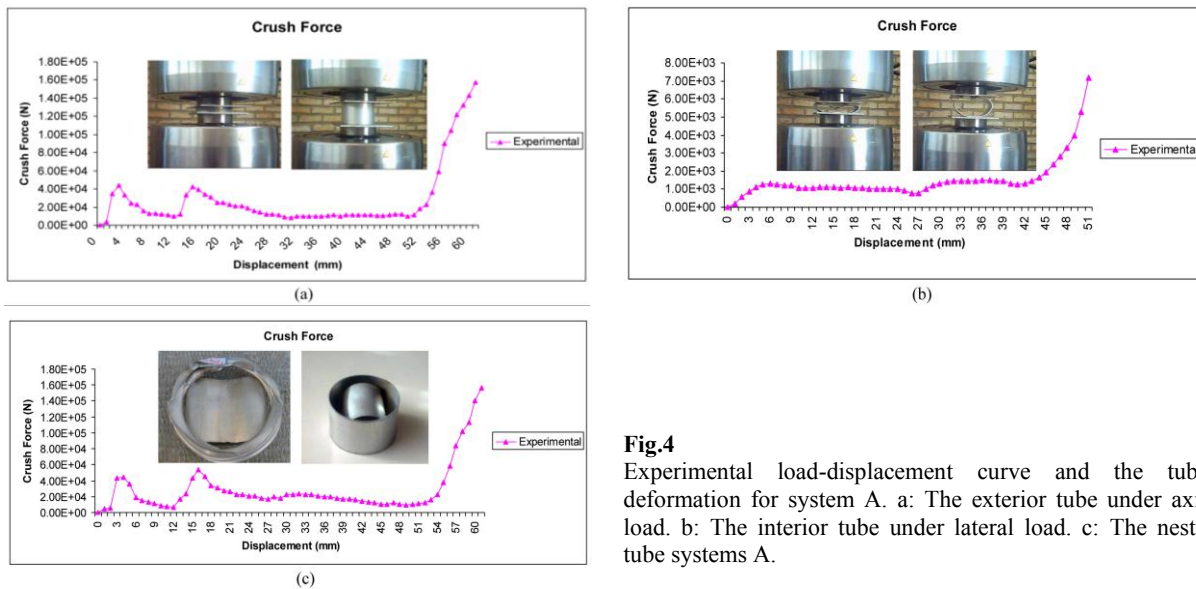 Crush Force
1.80E+05
1.60E+05
1.40E+05
1.20E+05
1.00E+05
8.00E+04
6.00E+04
4.00E+04
2.00E+04
0.00E+00
Crush Force (N)
0 4 8 12 16 20 24 28 32 36 40 44 48 52 56 60
Displacement (mm)
Experimental
(a)
Crush Force
8.00E+03
7.00E+03
6.00E+03
5.00E+03
4.00E+03
3.00E+03
2.00E+03
1.00E+03
0.00E+00
Crush Force (N)
0 3 6 9 12 15 18 21 24 27 30 33 36 39 42 45 48 51
Displacement (mm)
Experimenta
(b)
Crush Force
1.80E+05
1.60E+05
1.40E+05
1.20E+05
1.00E+05
8.00E+04
6.00E+04
4.00E+04
2.00E+04
0.00E+00
Crush Force (N)
0 3 6 9 12 15 18 21 24 27 30 33 36 39 42 45 48 51 54 57 60
Displacement (mm)
Experimental
(c)
Fig.4
Experimental load-displacement curve and the tub
deformation for system A. a: The exterior tube under axi
load. b: The interior tube under lateral load. c: The nest
tube systems A.